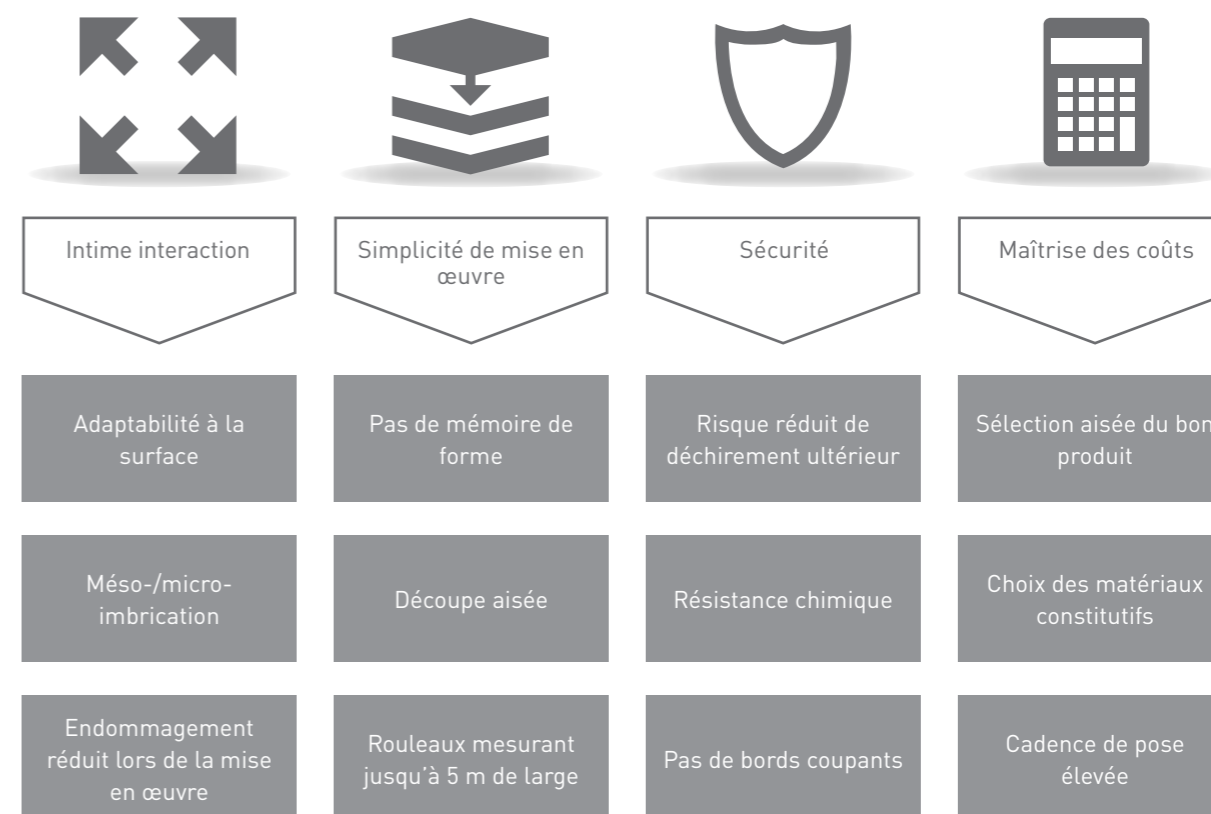 Intime interaction
Simplicité de mise en
œuvre
Sécurité
Maîtrise des coûts
Adaptabilité à la
surface
Pas de mémoire de
forme
Risque réduit de
déchirement ultérieur
Sélection aisée du bon
produit
Méso-/micro-
imbrication
Découpe aisée
Résistance chimique
Choix des matériaux
constitutifs
Endommagement
réduit lors de la mise
en œuvre
Rouleaux mesurant
jusqu'à 5 m de large
Pas de bords coupants
Cadence de pose
élevée